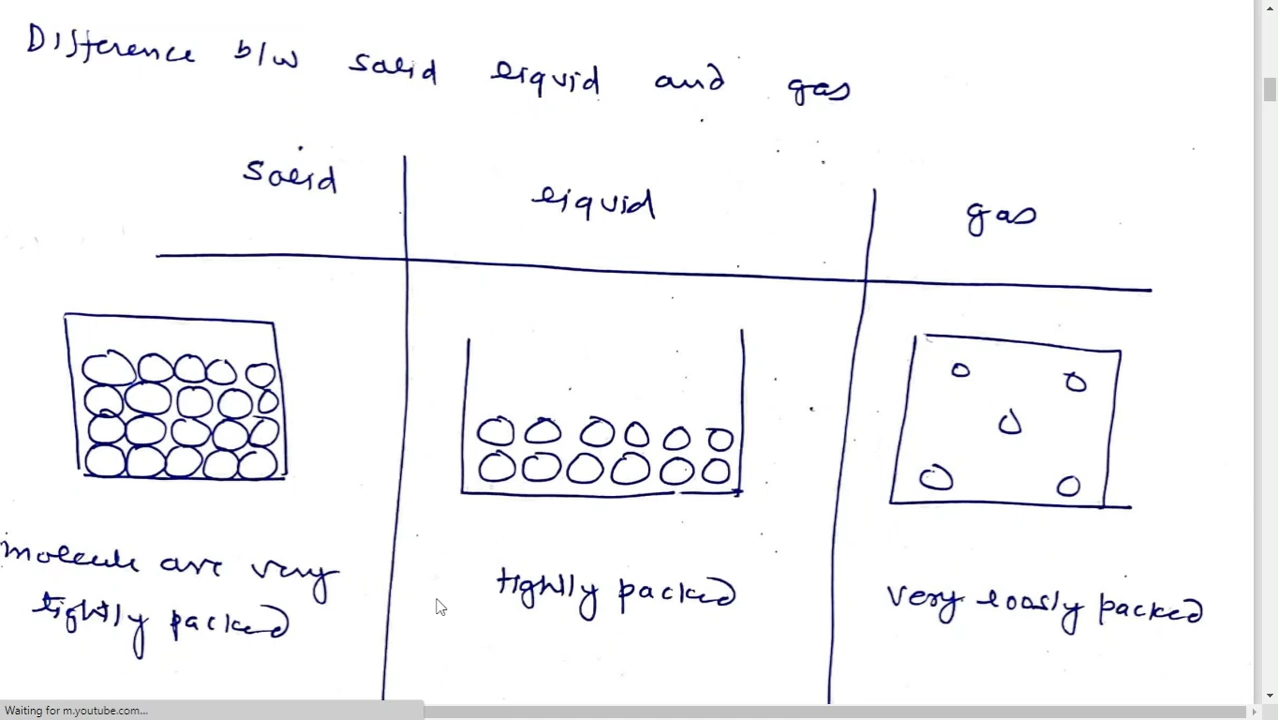 Difference b/w solid liquid and gas
solid
liquid
gas
molecule are very
tightly packed
tightly packed
very loosly packed
Waiting for m.youtube.com...